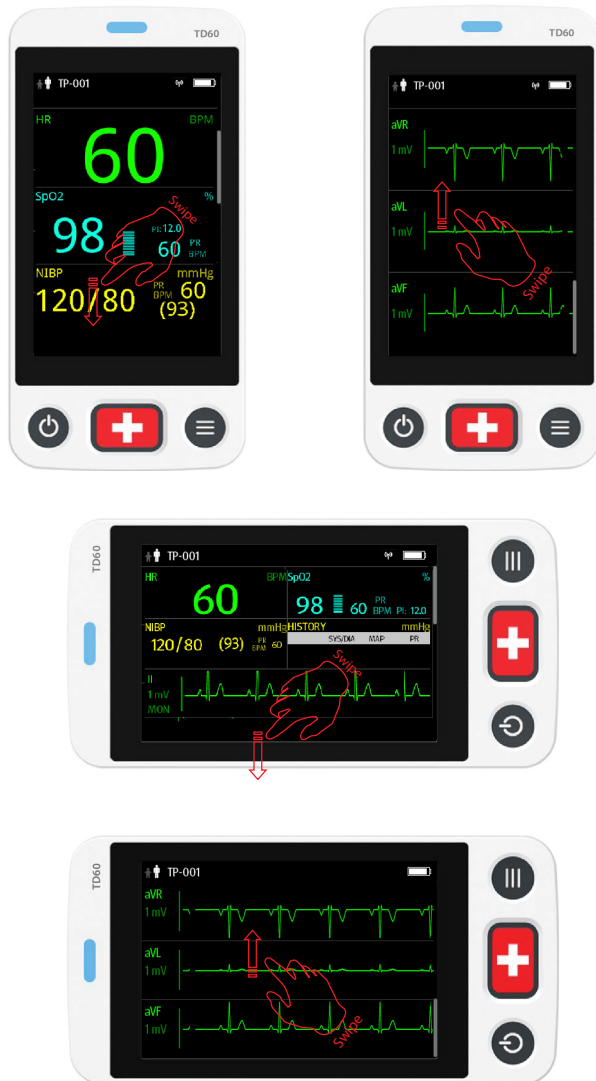 TD60
TP-001
HR BPM
60
SpO2 %
98 PI:12.0
60 PR BPM
Swipe
NIBP mmHg
120/80 PR BPM 60
(93)
TD60
TP-001
aVR
1 mV
aVL
1 mV
Swipe
aVF
1 mV
TD60
TP-001
HR BPM SpO2 %
60 98 60 PR BPM PI: 12.0
NIBP mmHg HISTORY mmHg
120/80 (93) PR BPM 60 SYS/DIA MAP PR
Swipe
II
1 mV
MON
TD60
TP-001
aVR
1 mV
aVL
1 mV
aVF
1 mV
Swipe